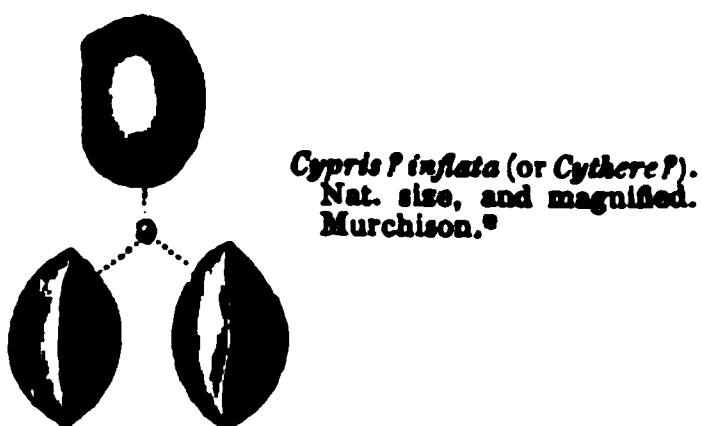 Cypris? inflata (or Cythere?).
Nat. size, and magnified.
Murchison.*